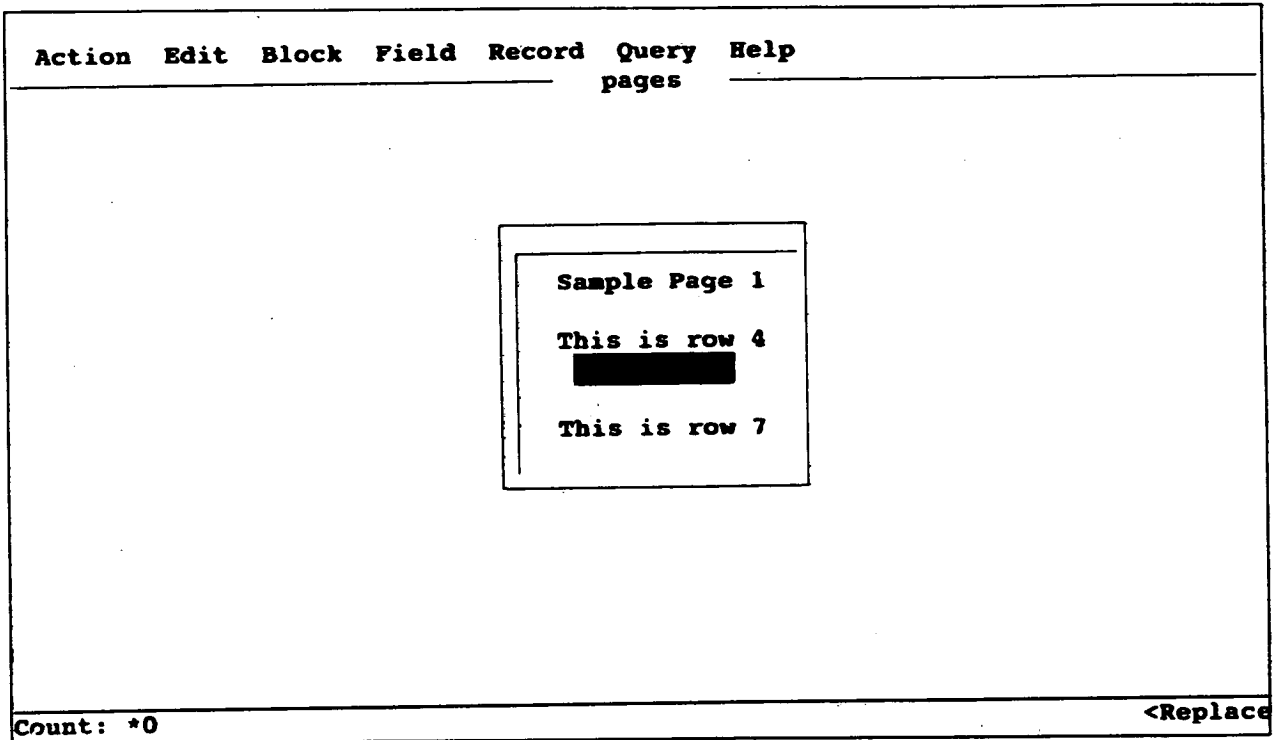 Action Edit Block Field Record Query Help
pages
Sample Page 1
This is row 4
This is row 7
Count: *0
<Replace